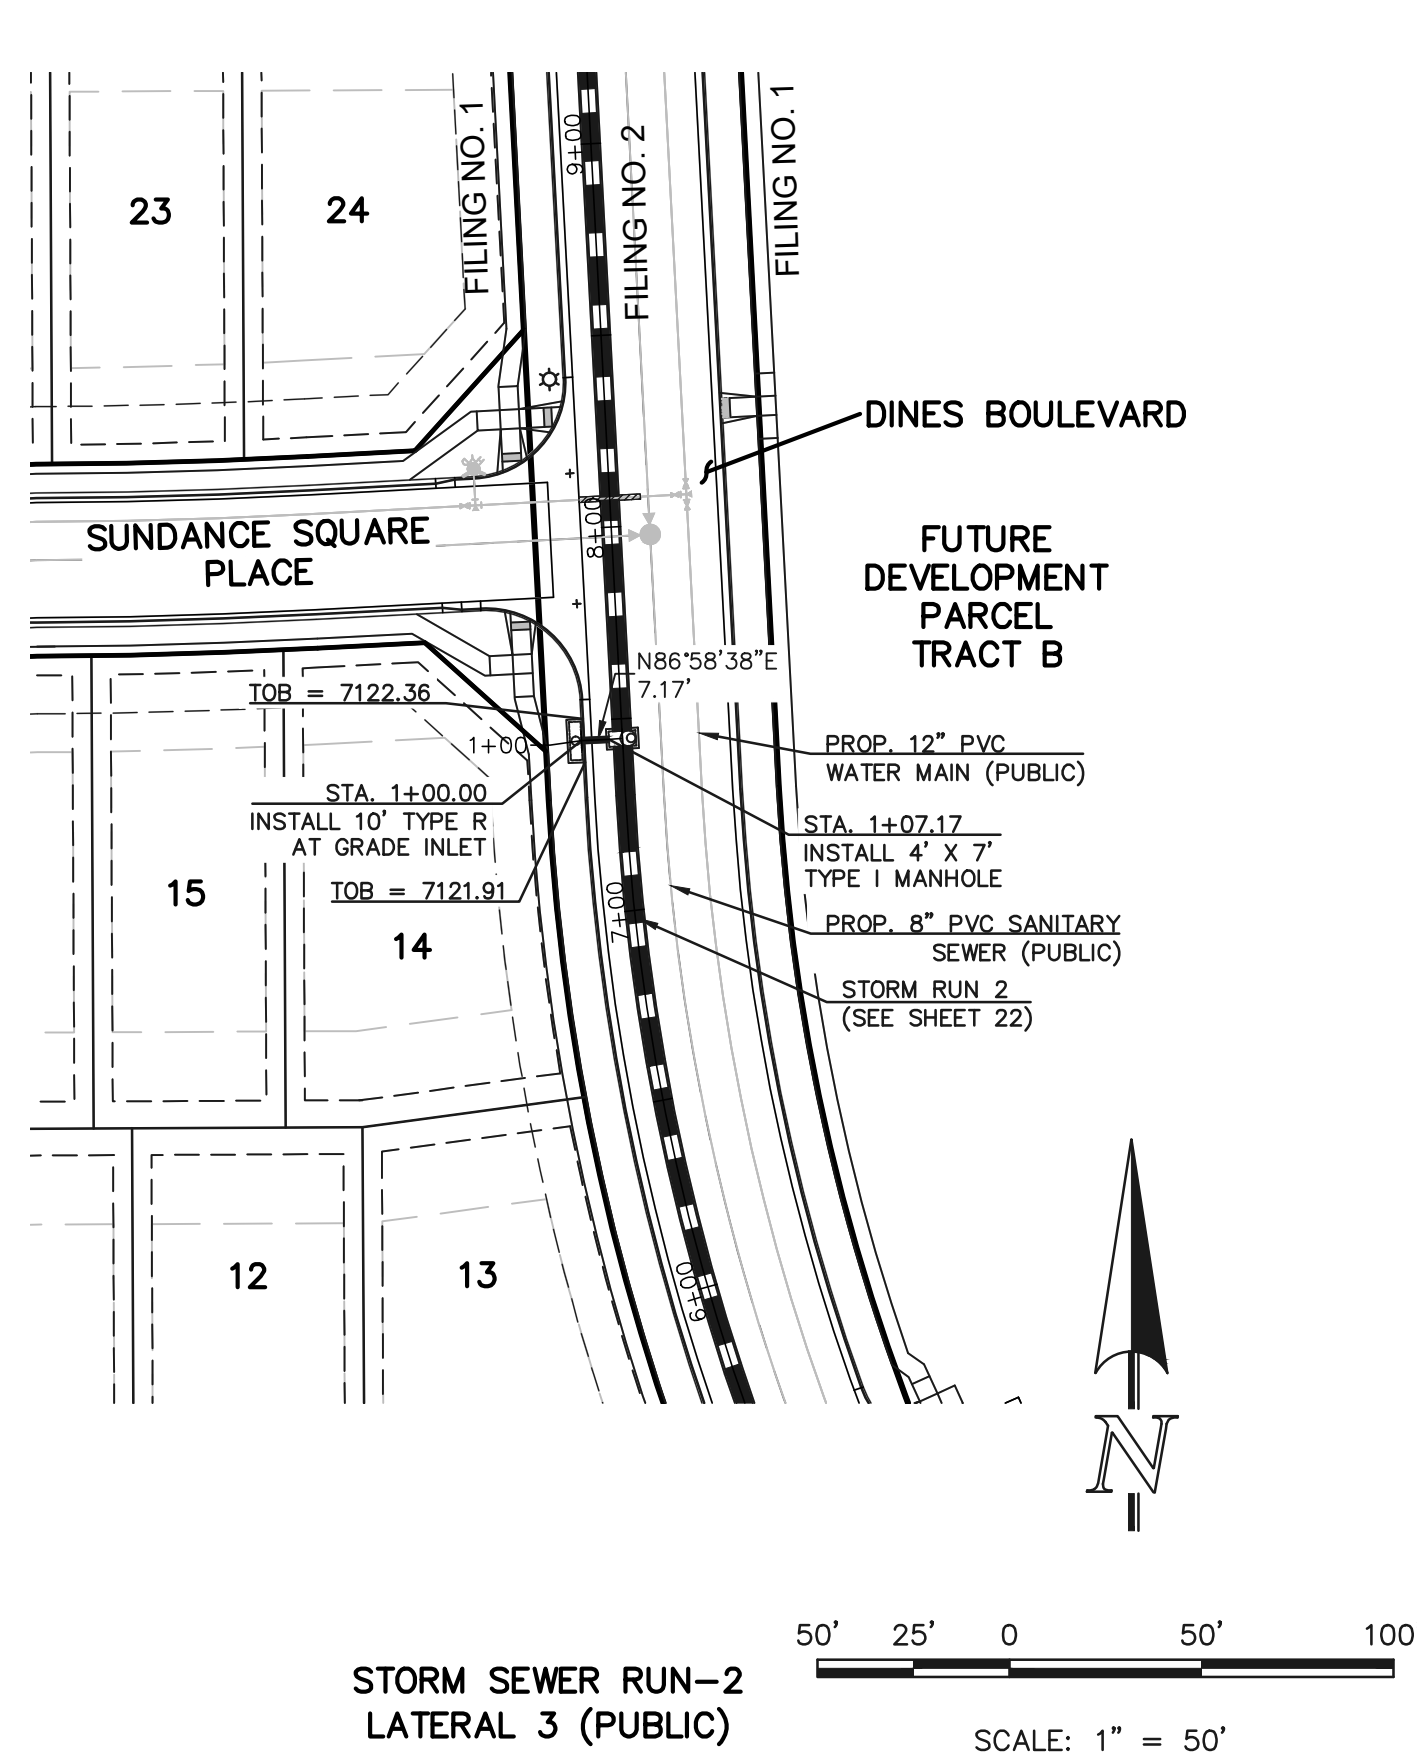 FILING NO. 1
9+00
FILING NO. 2
FILING NO. 1
23
24
DINES BOULEVARD
8+00
SUNDANCE SQUARE
PLACE
FUTURE
DEVELOPMENT
PARCEL
TRACT B
N86°58'38"E
7.17'
TOB = 7122.36
1+00
PROP. 12" PVC
WATER MAIN (PUBLIC)
STA. 1+00.00
INSTALL 10' TYPE R
AT GRADE INLET
STA. 1+07.17
INSTALL 4' X 7'
TYPE I MANHOLE
TOB = 7121.91
15
7+00
14
PROP. 8" PVC SANITARY
SEWER (PUBLIC)
STORM RUN 2
(SEE SHEET 22)
12
13
6+00
N
50' 25' 0 50' 100
STORM SEWER RUN-2
LATERAL 3 (PUBLIC)
SCALE: 1" = 50'